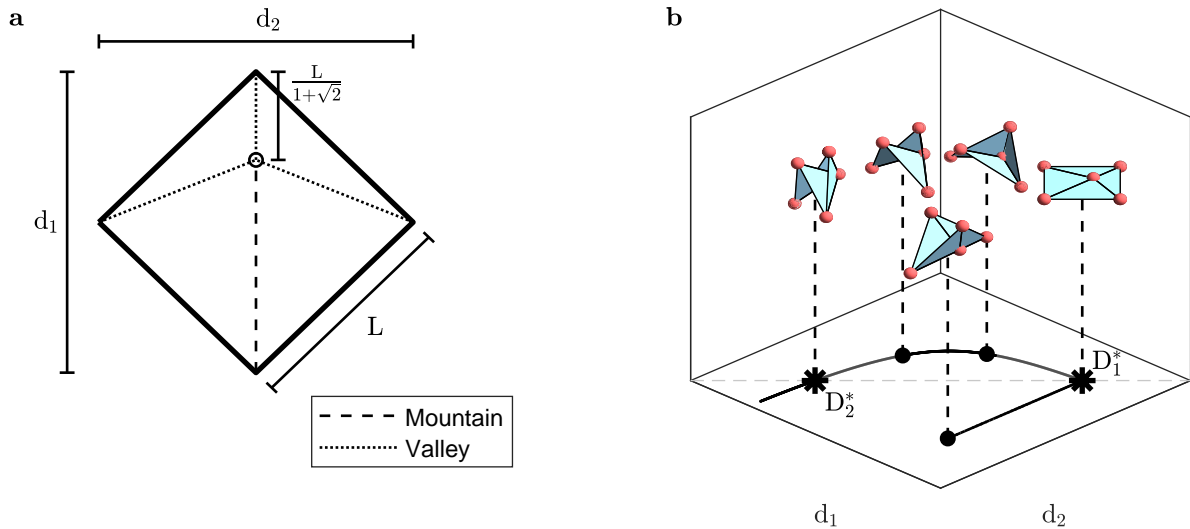 a
d₂
L
1+√2
d₁
L
Mountain
Valley
b
D₁*
D₂*
d₁
d₂